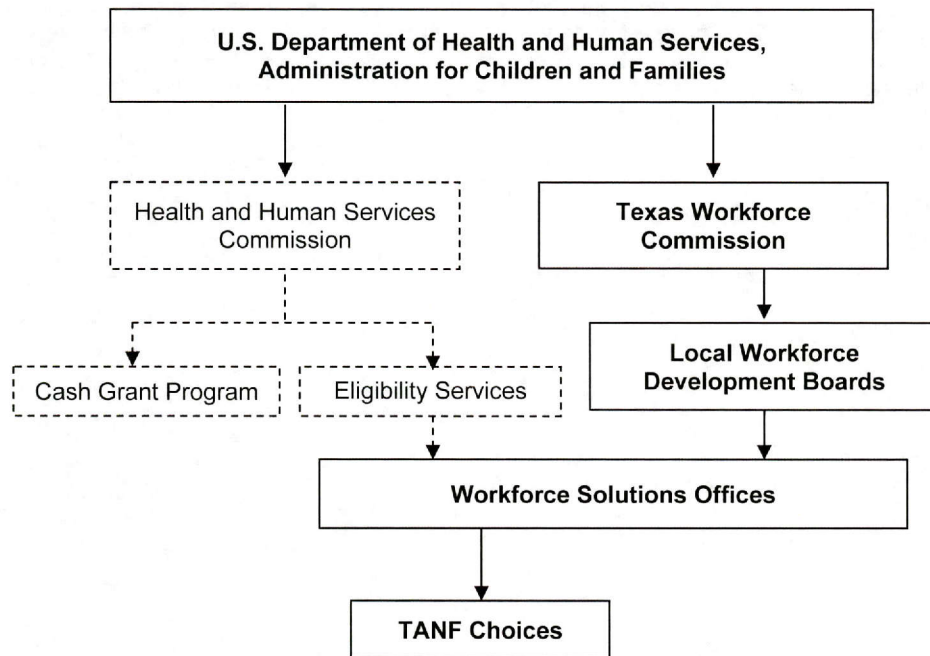 U.S. Department of Health and Human Services,
Administration for Children and Families
Health and Human Services
Commission
Texas Workforce
Commission
Cash Grant Program
Eligibility Services
Local Workforce
Development Boards
Workforce Solutions Offices
TANF Choices